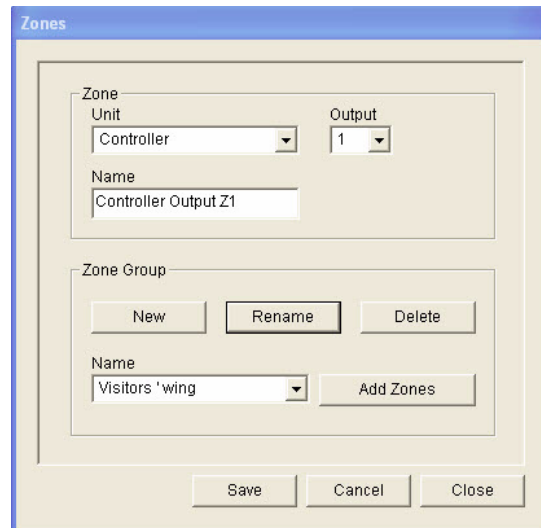 Zones
Zone
Unit Output
Controller 1
Name
Controller Output Z1
Zone Group
New Rename Delete
Name
Visitors 'wing Add Zones
Save Cancel Close